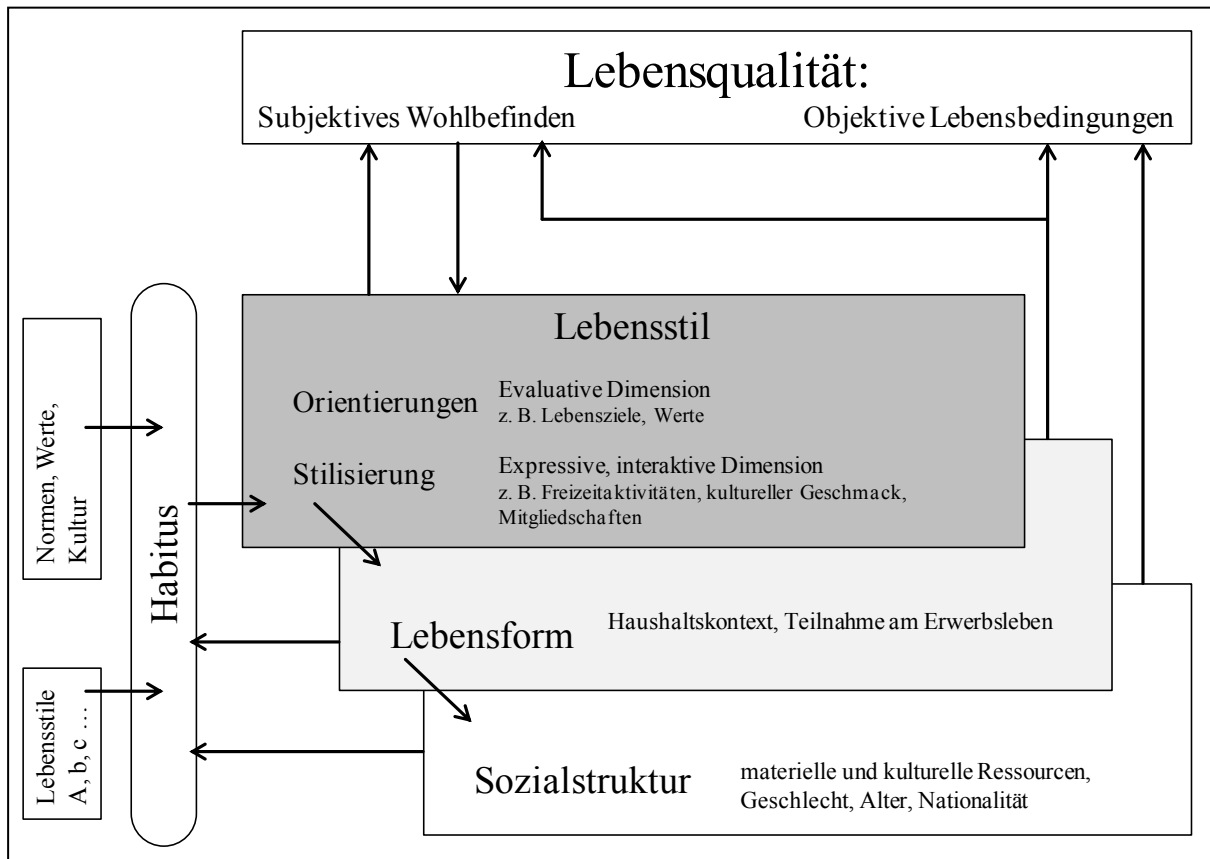 Lebensqualität:
Subjektives Wohlbefinden
Objektive Lebensbedingungen
Normen, Werte,
Kultur
Lebensstile
A, b, c …
Habitus
Lebensstil
Orientierungen
Evaluative Dimension
z. B. Lebensziele, Werte
Stilisierung
Expressive, interaktive Dimension
z. B. Freizeitaktivitäten, kultureller Geschmack,
Mitgliedschaften
Lebensform
Haushaltskontext, Teilnahme am Erwerbsleben
Sozialstruktur
materielle und kulturelle Ressourcen,
Geschlecht, Alter, Nationalität